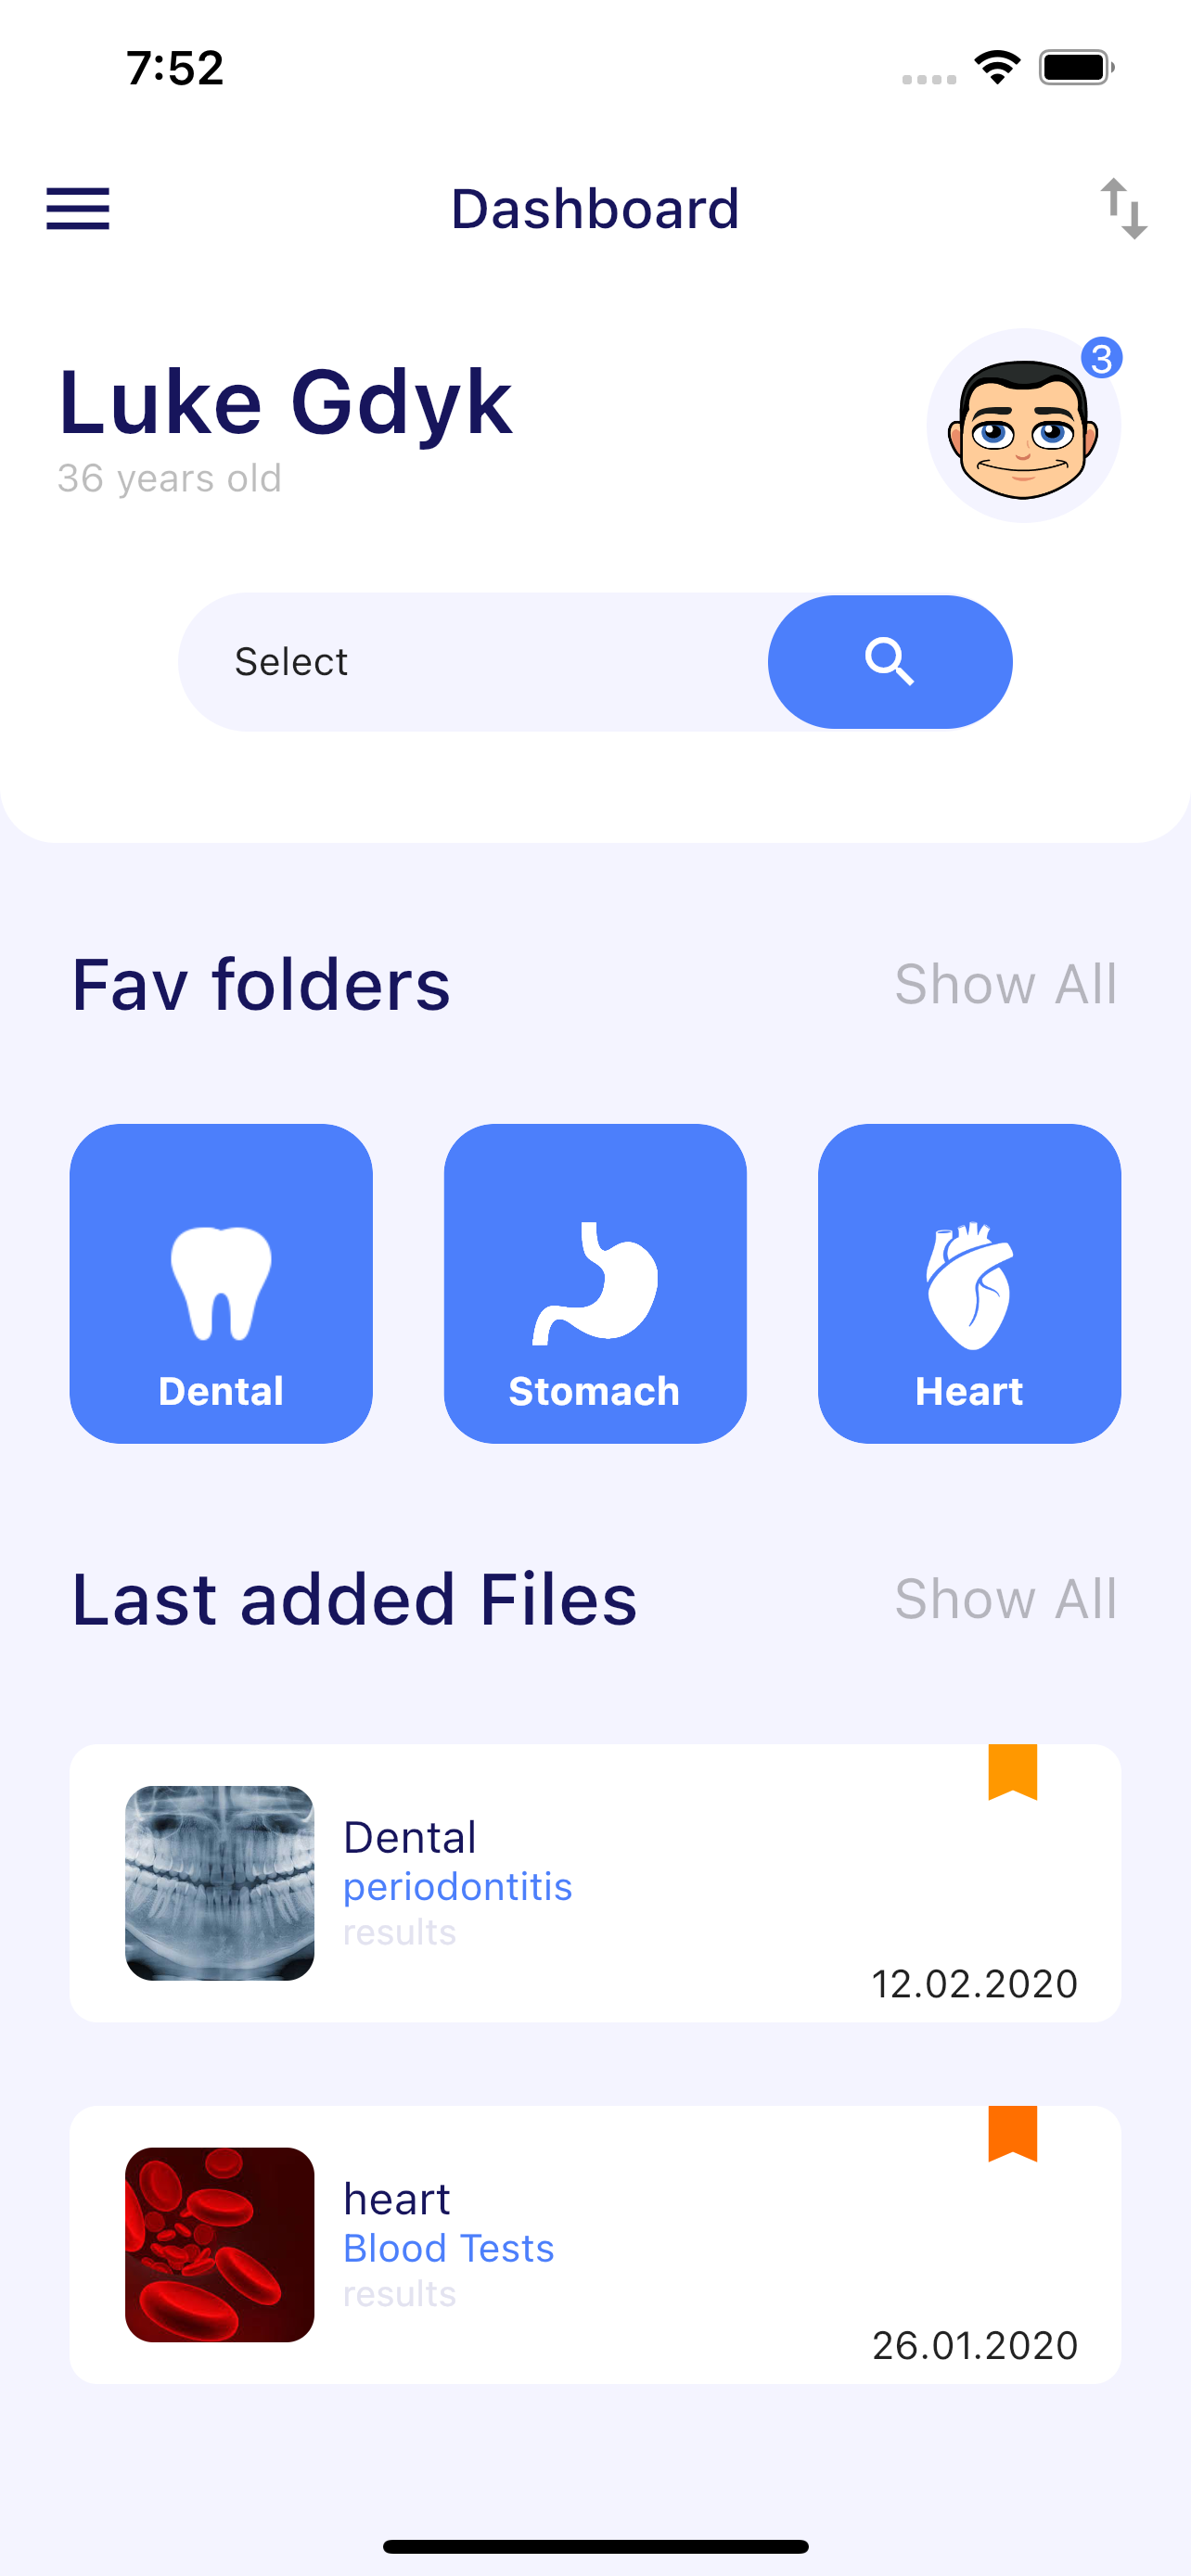 7:52
Dashboard
3
Luke Gdyk
36 years old
Select
Fav folders
Show All
Dental
Stomach
Heart
Last added Files
Show All
Dental
periodontitis
results
12.02.2020
heart
Blood Tests
results
26.01.2020